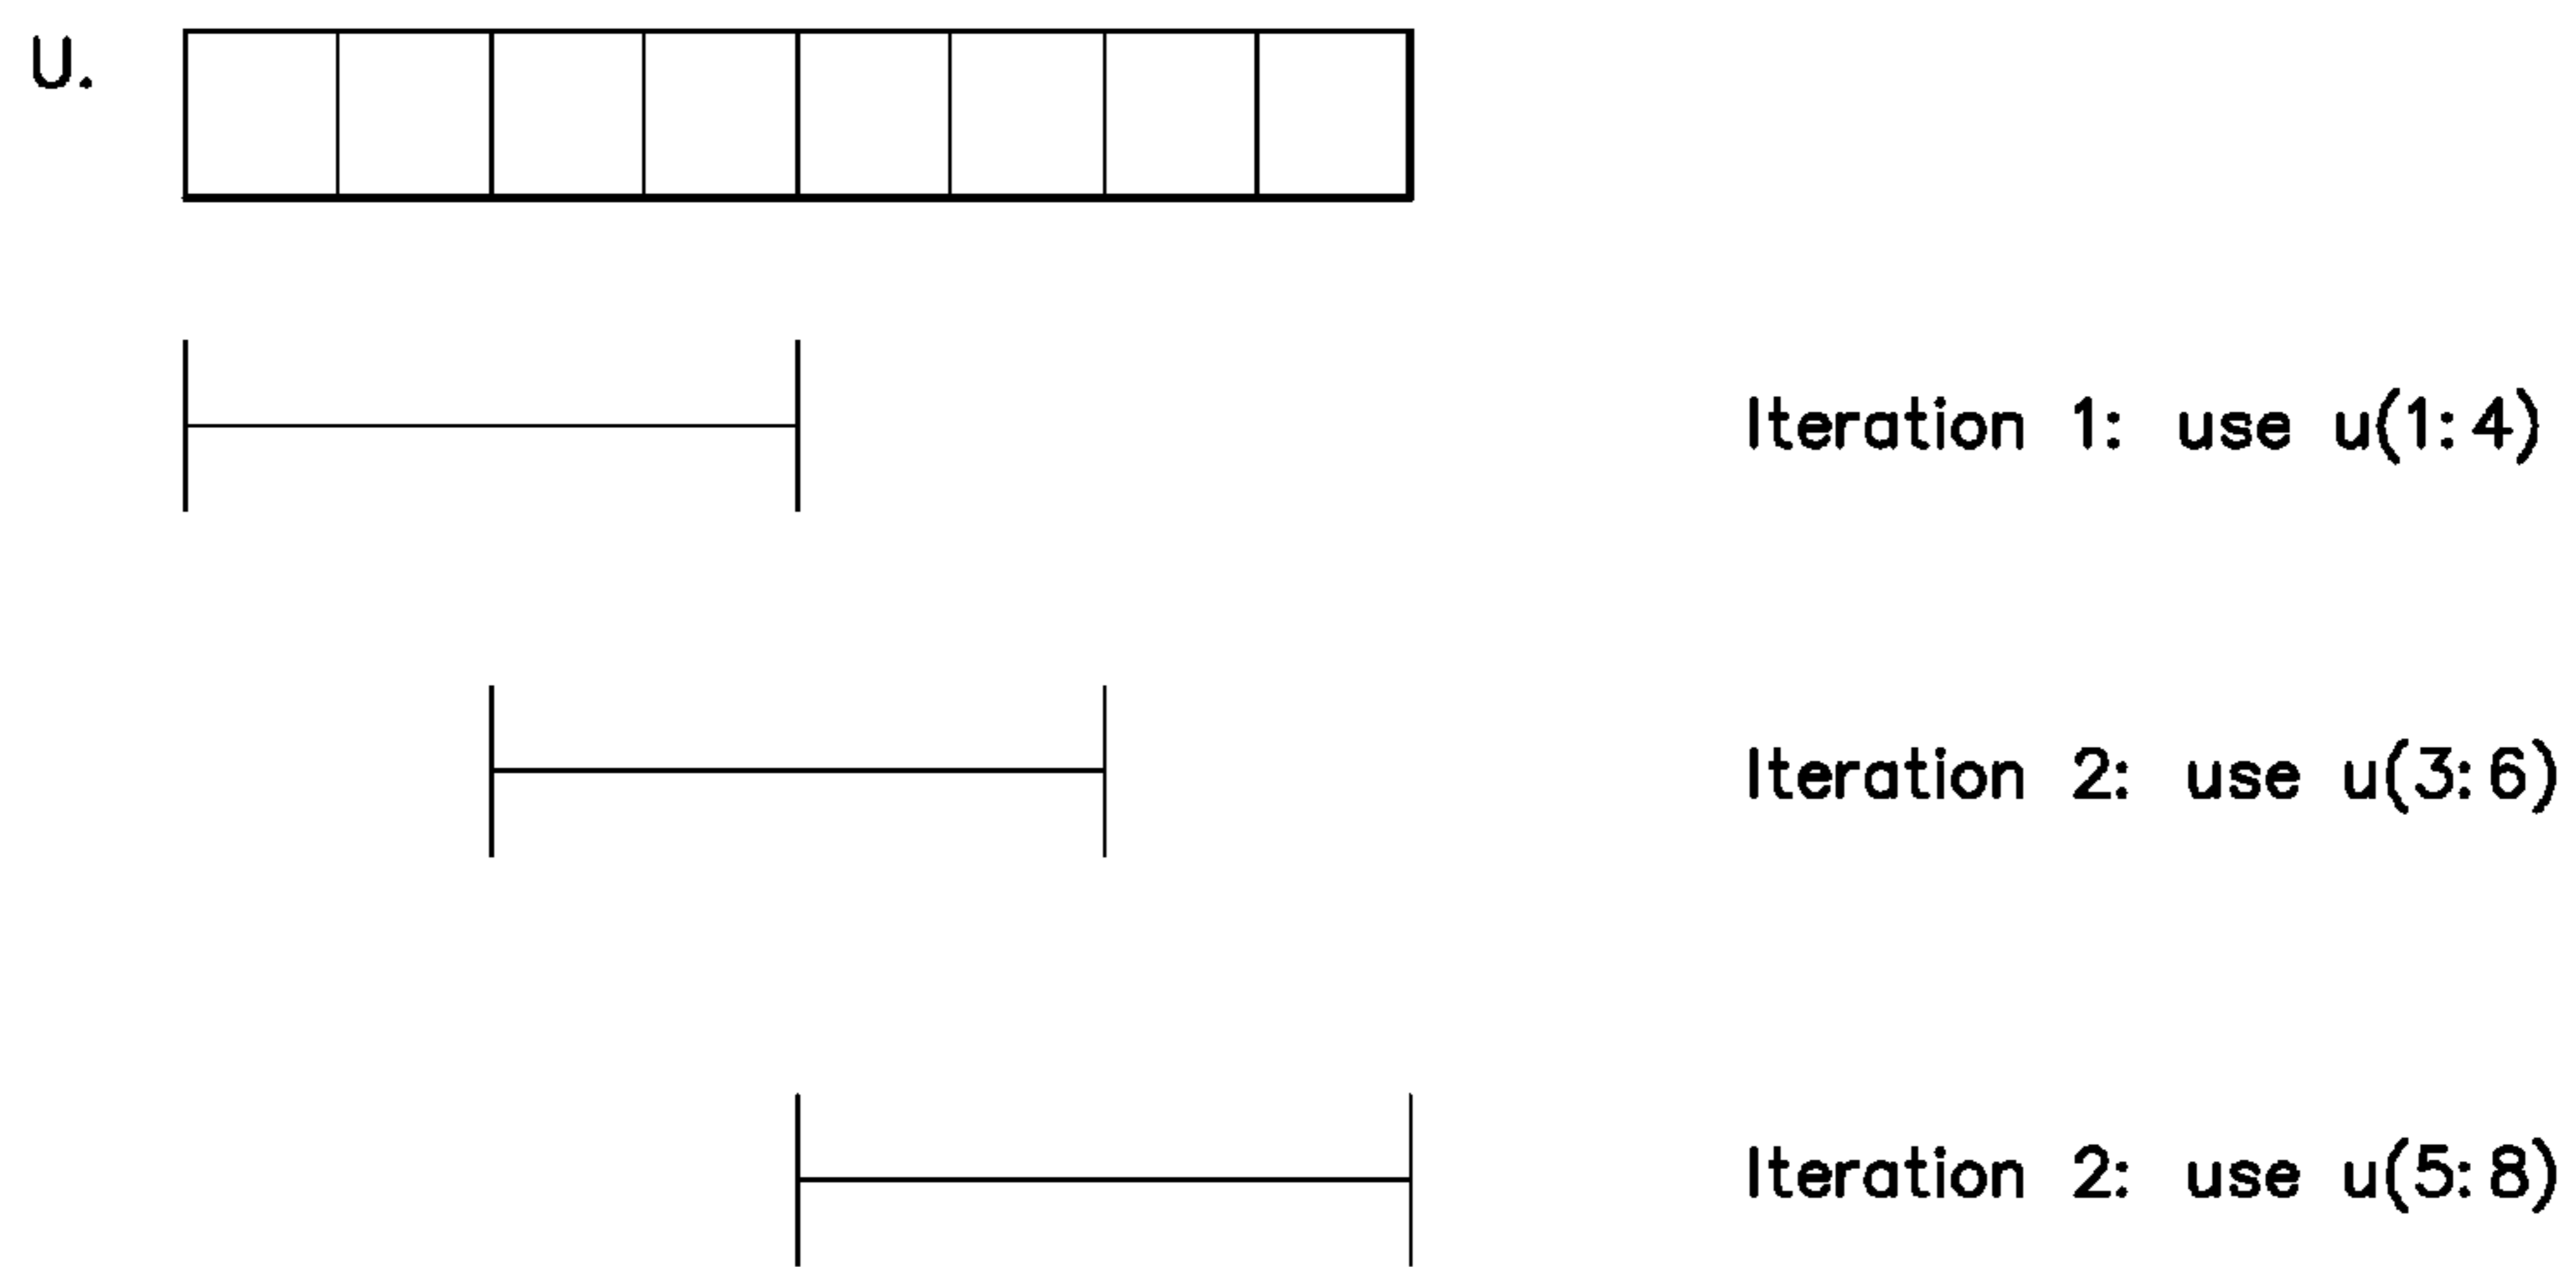 U.
Iteration 1: use u(1:4)
Iteration 2: use u(3:6)
Iteration 2: use u(5:8)